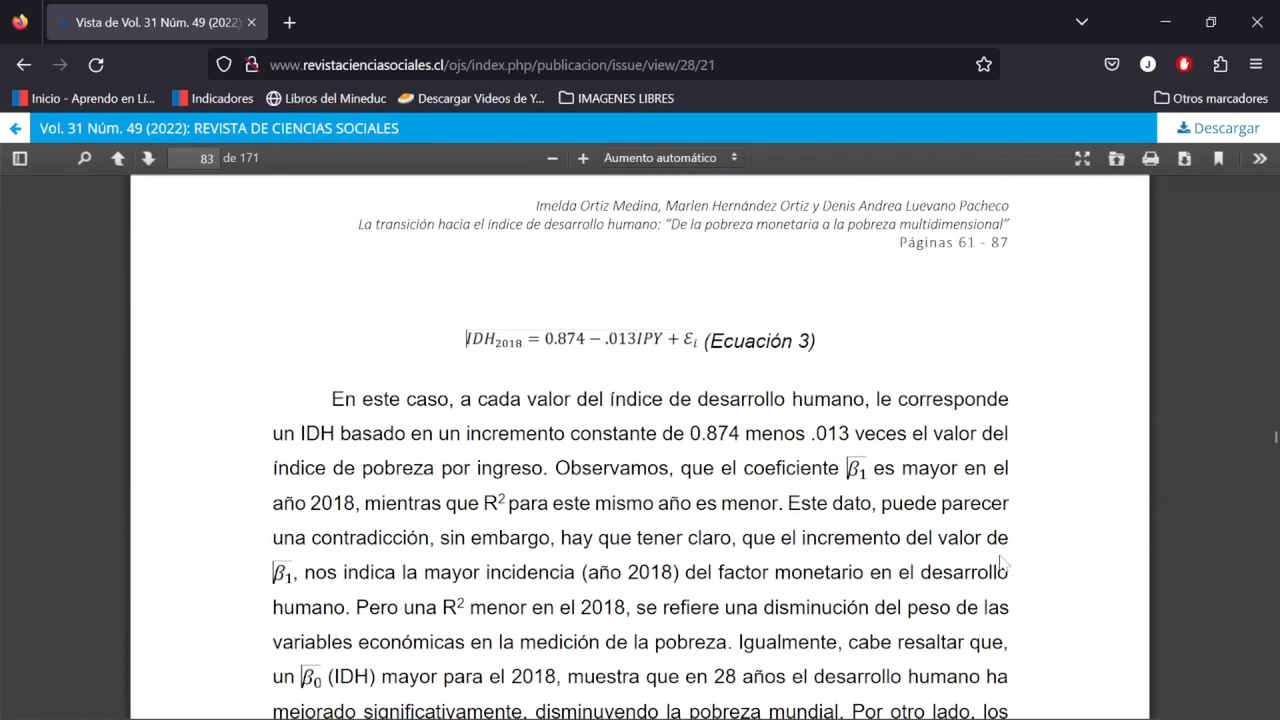 Vista de Vol. 31 Núm. 49 (2022)
www.revistacienciasociales.cl/ojs/index.php/publicacion/issue/view/28/21
J
Inicio - Aprendo en Lí... Indicadores Libros del Mineduc Descargar Videos de Y... IMAGENES LIBRES Otros marcadores
Vol. 31 Núm. 49 (2022): REVISTA DE CIENCIAS SOCIALES Descargar
83 de 171 Aumento automático
Imelda Ortiz Medina, Marlen Hernández Ortiz y Denis Andrea Luevano Pacheco
La transición hacia el índice de desarrollo humano: “De la pobreza monetaria a la pobreza multidimensional”
Páginas 61 - 87
IDH₂₀₁₈ = 0.874 − .013IPY + Ɛᵢ (Ecuación 3)
En este caso, a cada valor del índice de desarrollo humano, le corresponde
un IDH basado en un incremento constante de 0.874 menos .013 veces el valor del
índice de pobreza por ingreso. Observamos, que el coeficiente β₁ es mayor en el
año 2018, mientras que R² para este mismo año es menor. Este dato, puede parecer
una contradicción, sin embargo, hay que tener claro, que el incremento del valor de
β₁, nos indica la mayor incidencia (año 2018) del factor monetario en el desarrollo
humano. Pero una R² menor en el 2018, se refiere una disminución del peso de las
variables económicas en la medición de la pobreza. Igualmente, cabe resaltar que,
un β₀ (IDH) mayor para el 2018, muestra que en 28 años el desarrollo humano ha
mejorado significativamente, disminuyendo la pobreza mundial. Por otro lado, los